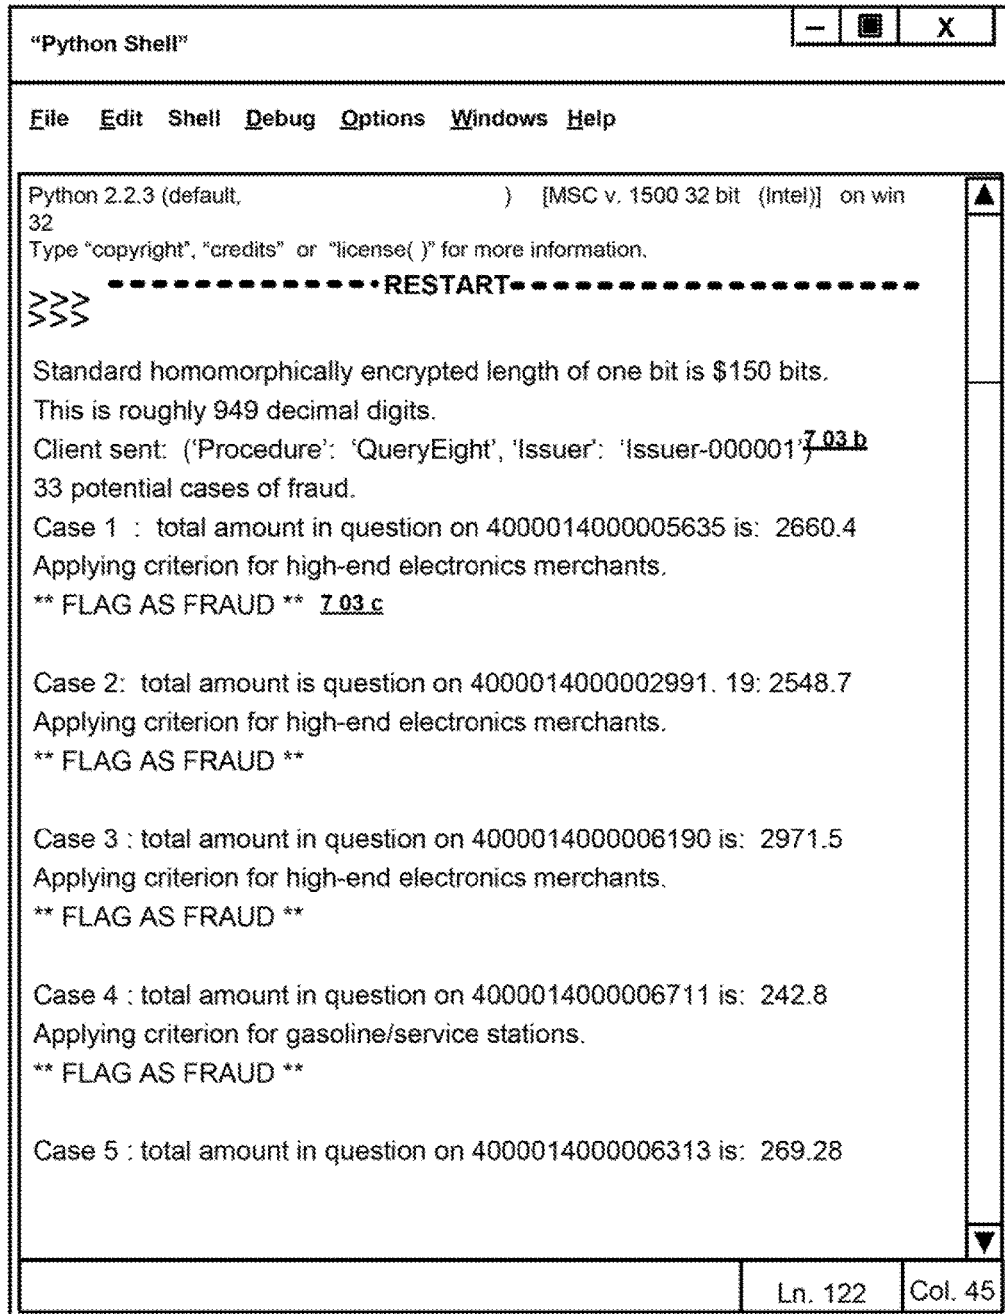 "Python Shell"
— X
File Edit Shell Debug Options Windows Help
Python 2.2.3 (default, ) [MSC v. 1500 32 bit (Intel)] on win
32
Type "copyright", "credits" or "license( )" for more information.
- - - - - - - - - - - - - RESTART- - - - - - - - - - - - - - - - - - -
>>>
>>>
Standard homomorphically encrypted length of one bit is $150 bits.
This is roughly 949 decimal digits.
Client sent: ('Procedure': 'QueryEight', 'Issuer': 'Issuer-000001') 7 03 b
33 potential cases of fraud.
Case 1 : total amount in question on 4000014000005635 is: 2660.4
Applying criterion for high-end electronics merchants.
** FLAG AS FRAUD ** 7 03 c
Case 2: total amount is question on 4000014000002991. 19: 2548.7
Applying criterion for high-end electronics merchants.
** FLAG AS FRAUD **
Case 3 : total amount in question on 4000014000006190 is: 2971.5
Applying criterion for high-end electronics merchants.
** FLAG AS FRAUD **
Case 4 : total amount in question on 4000014000006711 is: 242.8
Applying criterion for gasoline/service stations.
** FLAG AS FRAUD **
Case 5 : total amount in question on 4000014000006313 is: 269.28
Ln. 122 Col. 45